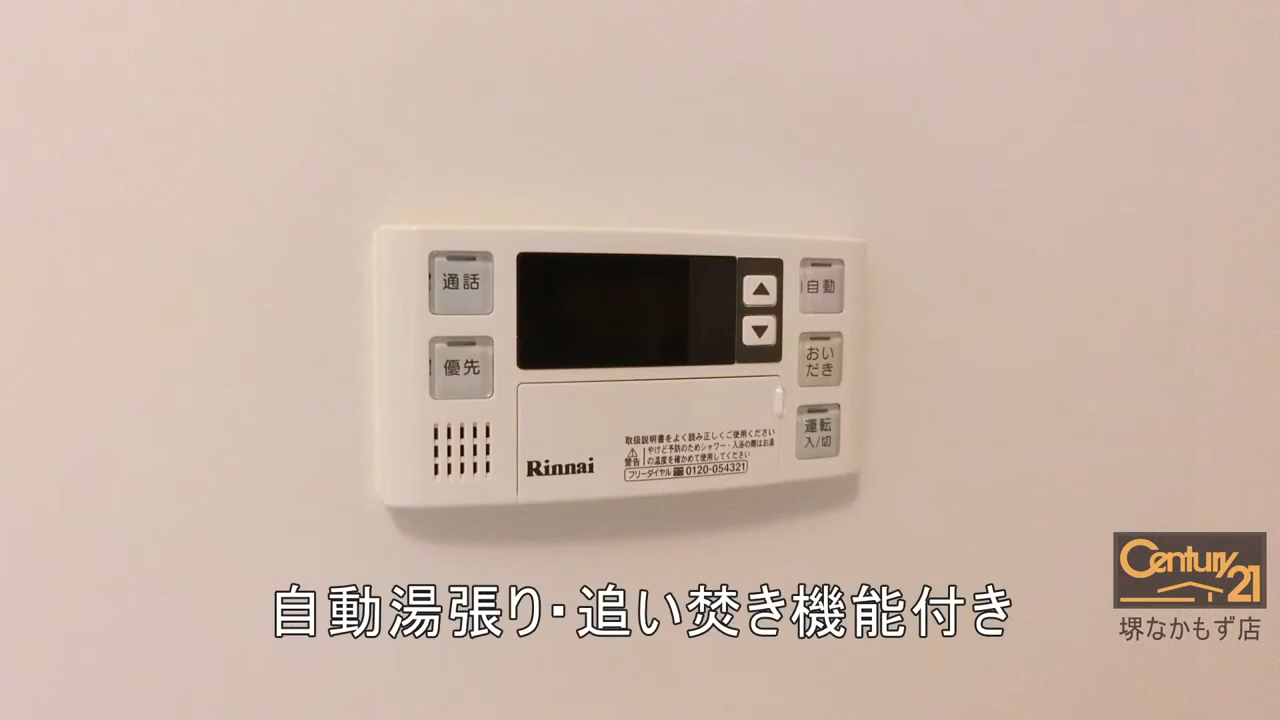 通話
優先
自動
おい
だき
運転
入/切
取扱説明書をよく読み正しくご使用ください
警告
やけど予防のためシャワー・入浴の際はお湯
の温度を確かめて使用してください
フリーダイヤル 0120-054321
Rinnai
自動湯張り・追い焚き機能付き
Century 21
堺なかもず店